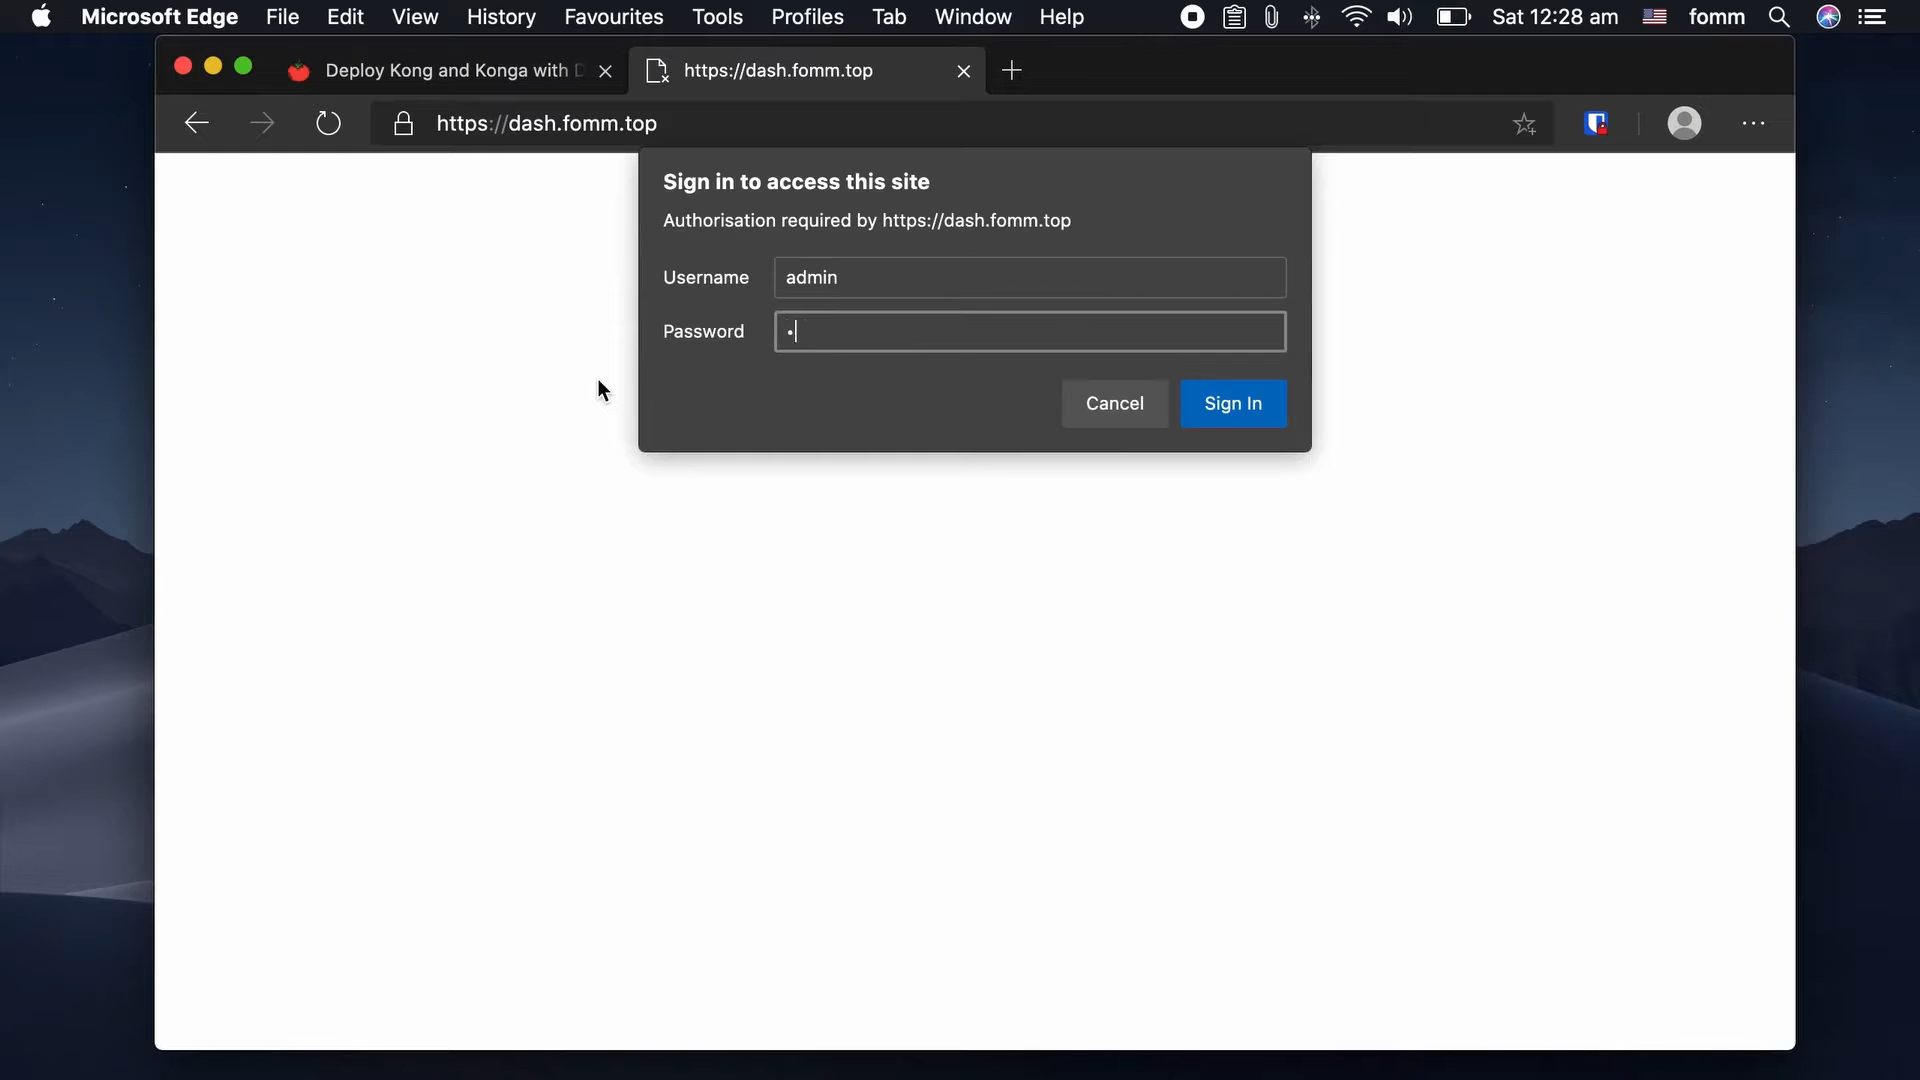 Microsoft Edge File Edit View History Favourites Tools Profiles Tab Window Help Sat 12:28 am fomm
Deploy Kong and Konga with D
https://dash.fomm.top
https://dash.fomm.top
Sign in to access this site
Authorisation required by https://dash.fomm.top
Username admin
Password •
Cancel Sign In